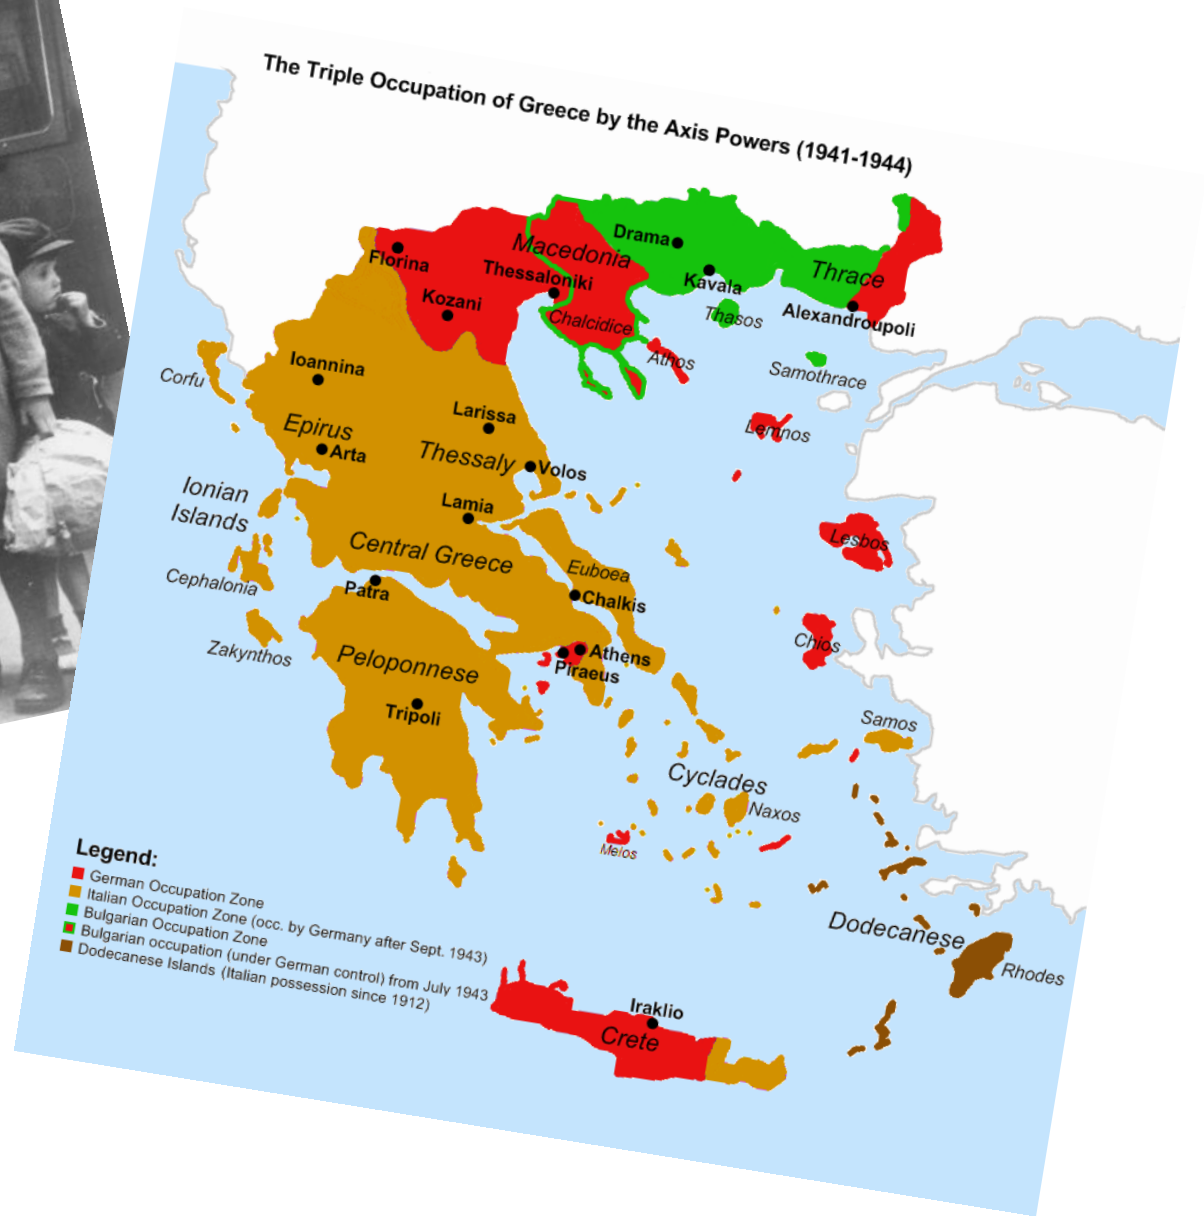 The Triple Occupation of Greece by the Axis Powers (1941-1944)
Drama
Macedonia
Florina
Thessaloniki
Kavala
Thrace
Kozani
Chalcidice
Thasos
Alexandroupoli
Athos
Samothrace
Ioannina
Corfu
Larissa
Lemnos
Epirus
Arta
Thessaly
Volos
Ionian
Islands
Lamia
Lesbos
Central Greece
Euboea
Cephalonia
Patra
Chalkis
Chios
Zakynthos
Peloponnese
Athens
Piraeus
Tripoli
Samos
Cyclades
Naxos
Melos
Dodecanese
Rhodes
Legend:
German Occupation Zone
Italian Occupation Zone (occ. by Germany after Sept. 1943)
Bulgarian Occupation Zone
Bulgarian occupation (under German control) from July 1943
Dodecanese Islands (Italian possession since 1912)
Iraklio
Crete